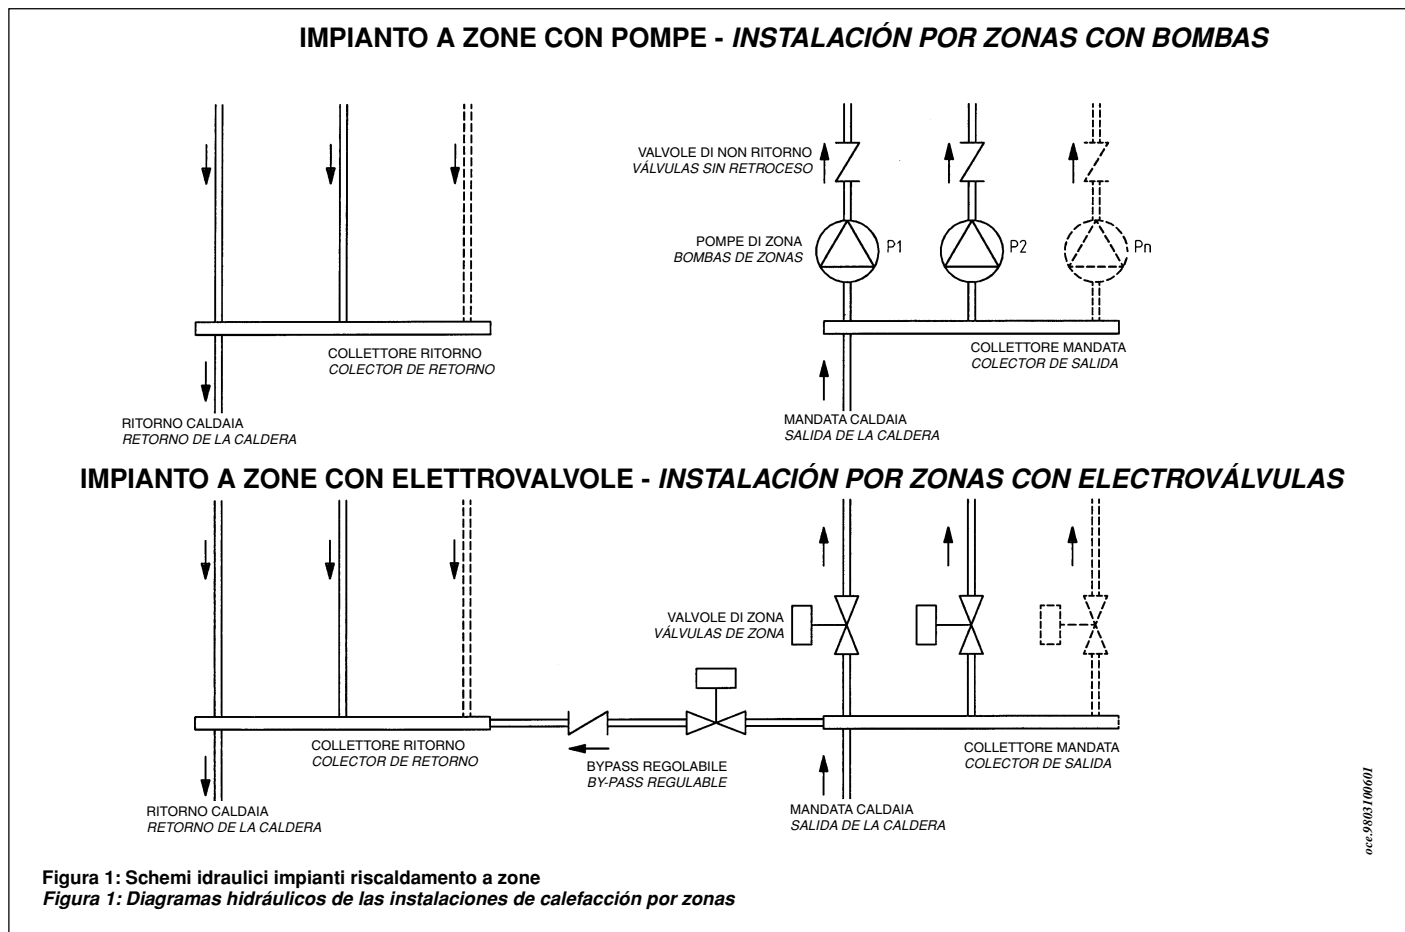 IMPIANTO A ZONE CON POMPE - INSTALACIÓN POR ZONAS CON BOMBAS
VALVOLE DI NON RITORNO
VÁLVULAS SIN RETROCESO
POMPE DI ZONA
BOMBAS DE ZONAS
P1
P2
Pn
COLLETTORE RITORNO
COLECTOR DE RETORNO
COLLETTORE MANDATA
COLECTOR DE SALIDA
RITORNO CALDAIA
RETORNO DE LA CALDERA
MANDATA CALDAIA
SALIDA DE LA CALDERA
IMPIANTO A ZONE CON ELETTROVALVOLE - INSTALACIÓN POR ZONAS CON ELECTROVÁLVULAS
VALVOLE DI ZONA
VÁLVULAS DE ZONA
COLLETTORE RITORNO
COLECTOR DE RETORNO
BYPASS REGOLABILE
BY-PASS REGULABLE
COLLETTORE MANDATA
COLECTOR DE SALIDA
RITORNO CALDAIA
RETORNO DE LA CALDERA
MANDATA CALDAIA
SALIDA DE LA CALDERA
oce.9803100601
Figura 1: Schemi idraulici impianti riscaldamento a zone
Figura 1: Diagramas hidráulicos de las instalaciones de calefacción por zonas